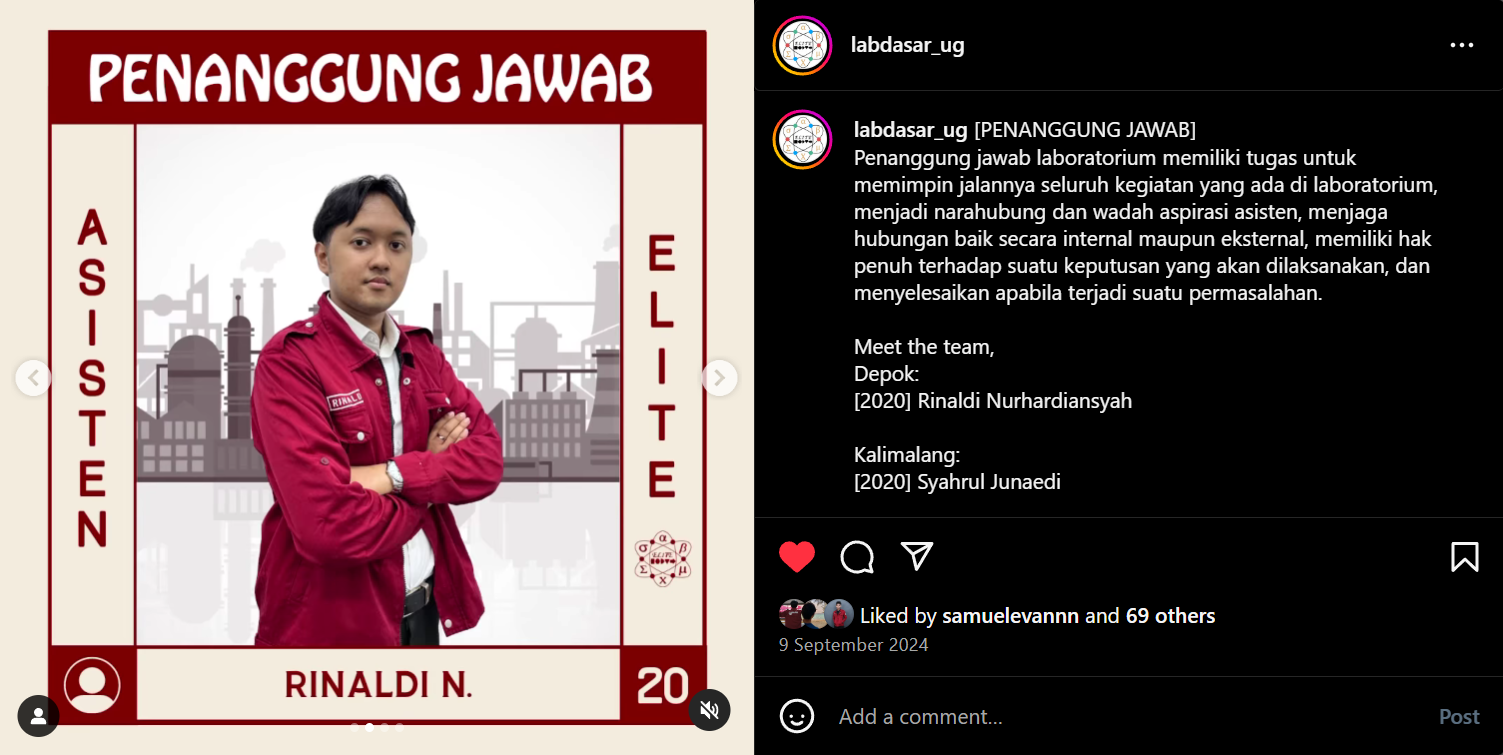 PENANGGUNG JAWAB
ASISTEN
ELITE
RINALDI
σ α β
ELITE
Σ χ μ
RINALDI N.
20
labdasar_ug
labdasar_ug [PENANGGUNG JAWAB]
Penanggung jawab laboratorium memiliki tugas untuk
memimpin jalannya seluruh kegiatan yang ada di laboratorium,
menjadi narahubung dan wadah aspirasi asisten, menjaga
hubungan baik secara internal maupun eksternal, memiliki hak
penuh terhadap suatu keputusan yang akan dilaksanakan, dan
menyelesaikan apabila terjadi suatu permasalahan.
Meet the team,
Depok:
[2020] Rinaldi Nurhardiansyah
Kalimalang:
[2020] Syahrul Junaedi
Liked by samuelevannn and 69 others
9 September 2024
Add a comment...
Post